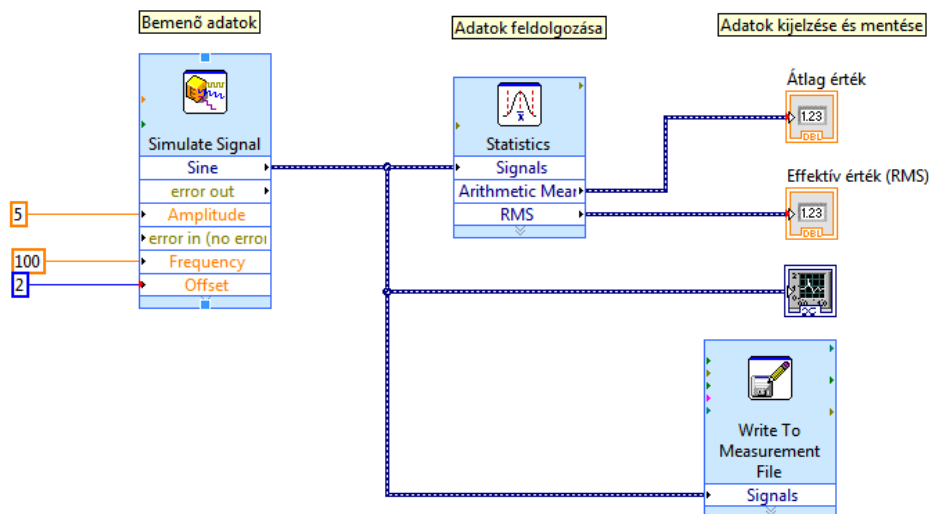 Bemenő adatok
Adatok feldolgozása
Adatok kijelzése és mentése
Simulate Signal
Sine
error out
Amplitude
error in (no erroi
Frequency
Offset
5
100
2
Statistics
Signals
Arithmetic Mear
RMS
Átlag érték
1.23
DBL
Effektív érték (RMS)
1.23
DBL
Write To
Measurement
File
Signals